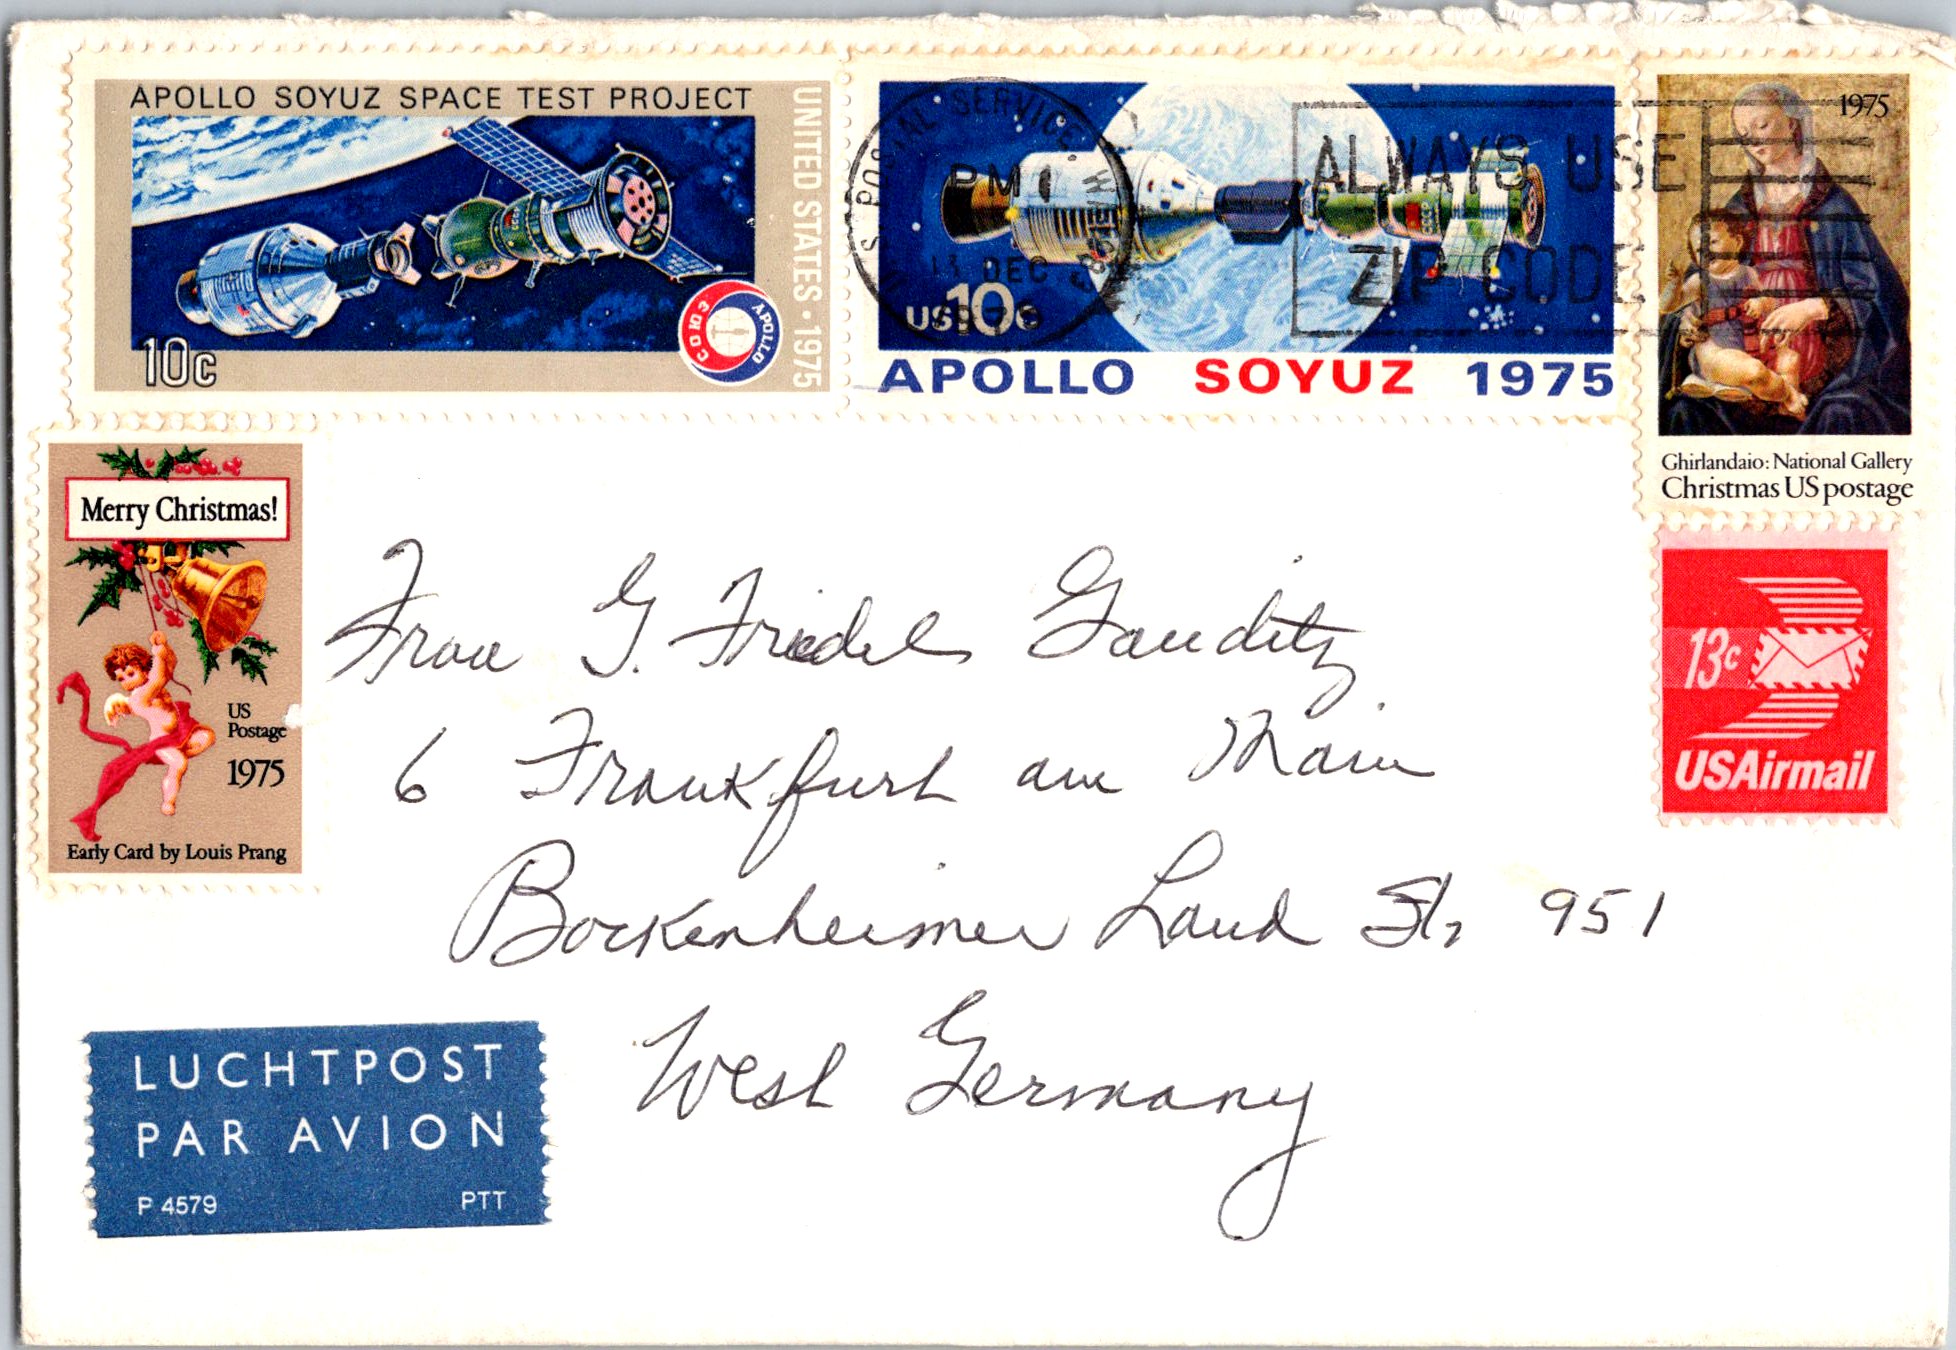 APOLLO SOYUZ SPACE TEST PROJECT
UNITED STATES · 1975
10c
APOLLO
POSTAL SERVICE
PM
13 DEC
ALWAYS USE
ZIP CODE
US 10c
APOLLO SOYUZ 1975
1975
Ghirlandaio: National Gallery
Christmas US postage
Merry Christmas!
US
Postage
1975
Early Card by Louis Prang
13c
USAirmail
Frau G. Friedel Gauditz
6 Frankfurt am Main
Bockenheimer Land Str 951
West Germany
LUCHTPOST
PAR AVION
P 4579 PTT